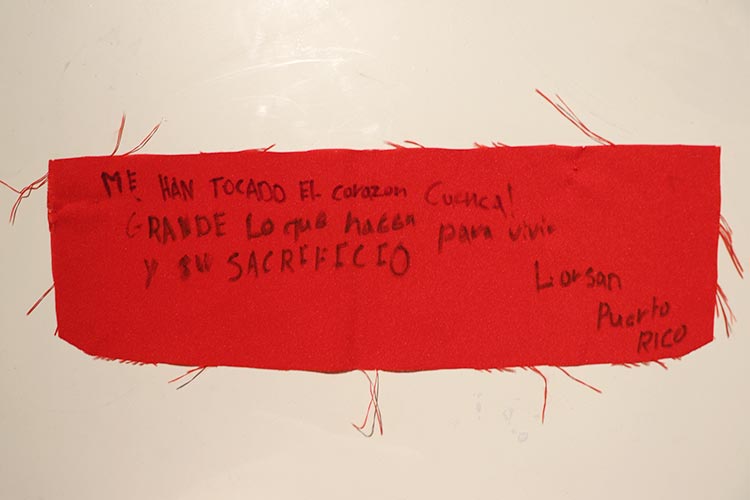 ME HAN TOCADO EL corazon Cuenca!
GRANDE Lo que hacen para vivir
y su SACRIFICIO
Lorsan
Puerto
RICO